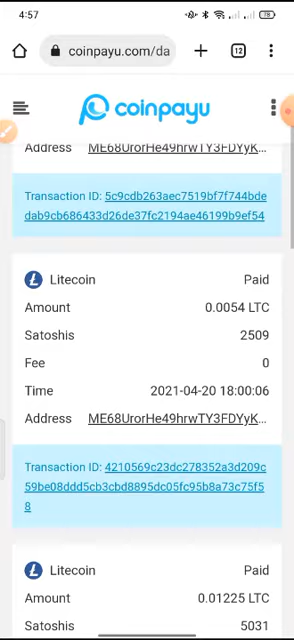 4:57
78
coinpayu.com/da
12
coinpayu
Address ME68UrorHe49hrwTY3FDYyK...
Transaction ID: 5c9cdb263aec7519bf7f744bde
dab9cb686433d26de37fc2194ae46199b9ef54
Litecoin Paid
Amount 0.0054 LTC
Satoshis 2509
Fee 0
Time 2021-04-20 18:00:06
Address ME68UrorHe49hrwTY3FDYyK...
Transaction ID: 4210569c23dc278352a3d209c
59be08ddd5cb3cbd8895dc05fc95b8a73c75f5
8
Litecoin Paid
Amount 0.01225 LTC
Satoshis 5031